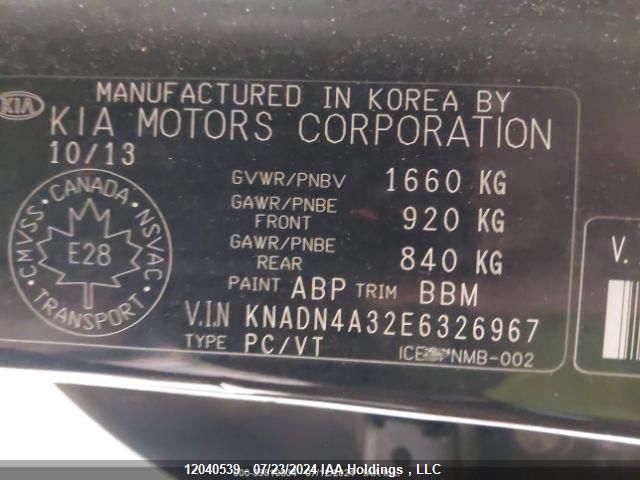 MANUFACTURED IN KOREA BY
KIA
KIA MOTORS CORPORATION
10/13
GVWR/PNBV 1660 KG
GAWR/PNBE FRONT 920 KG
GAWR/PNBE REAR 840 KG
PAINT ABP TRIM BBM
V.I.N KNADN4A32E6326967
TYPE PC/VT
NMB-002
CMVSS · CANADA · NSVAC
E28
TRANSPORT
V.
12040539 - 07/23/2024 IAA Holdings , LLC